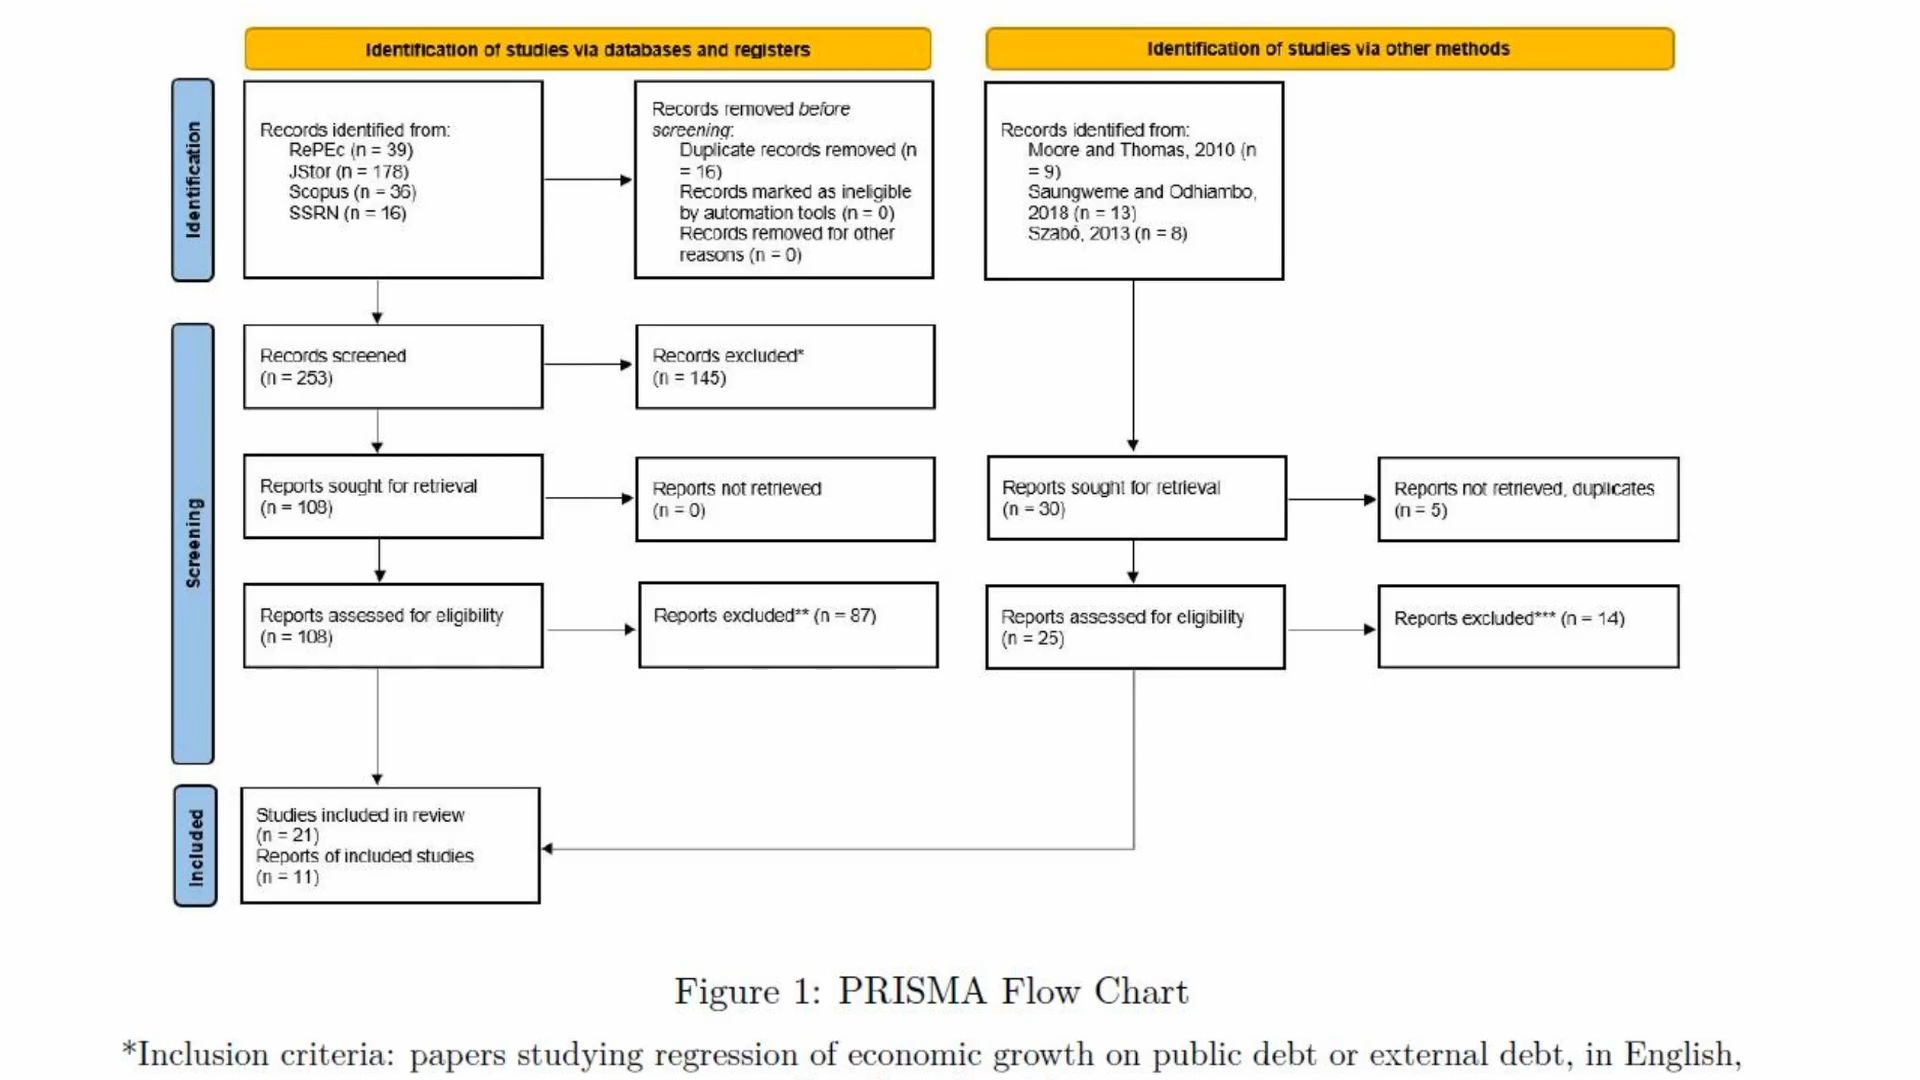 Identification of studies via databases and registers
Identification of studies via other methods
Identification
Records identified from:
RePEc (n = 39)
JStor (n = 178)
Scopus (n = 36)
SSRN (n = 16)
Records removed before
screening:
Duplicate records removed (n
= 16)
Records marked as ineligible
by automation tools (n = 0)
Records removed for other
reasons (n = 0)
Records identified from:
Moore and Thomas, 2010 (n
= 9)
Saungweme and Odhiambo,
2018 (n = 13)
Szabó, 2013 (n = 8)
Screening
Records screened
(n = 253)
Records excluded*
(n = 145)
Reports sought for retrieval
(n = 108)
Reports not retrieved
(n = 0)
Reports sought for retrieval
(n = 30)
Reports not retrieved, duplicates
(n = 5)
Reports assessed for eligibility
(n = 108)
Reports excluded** (n = 87)
Reports assessed for eligibility
(n = 25)
Reports excluded*** (n = 14)
Included
Studies included in review
(n = 21)
Reports of included studies
(n = 11)
Figure 1: PRISMA Flow Chart
*Inclusion criteria: papers studying regression of economic growth on public debt or external debt, in English,